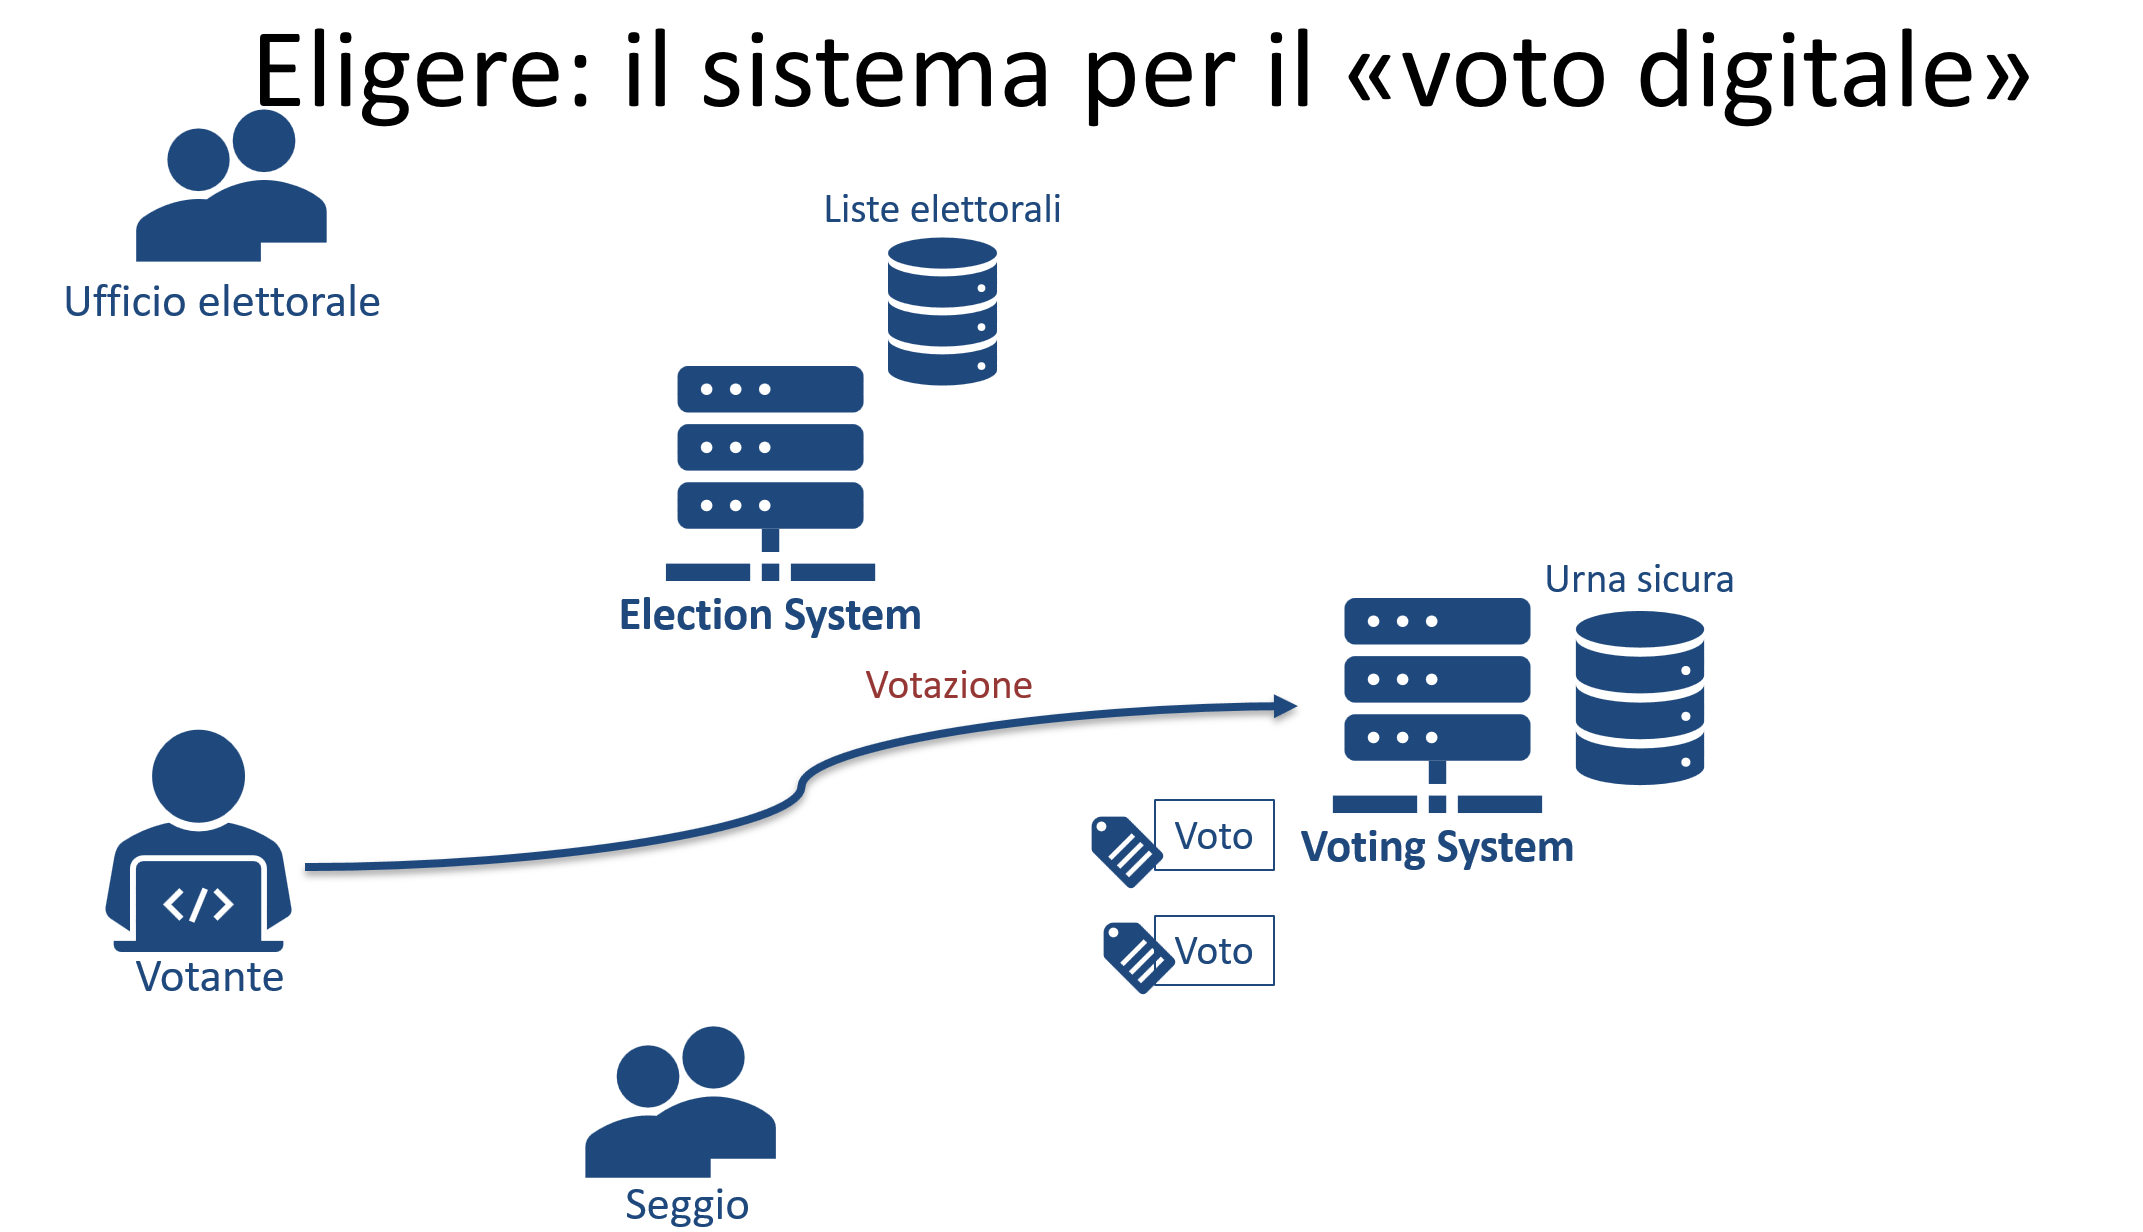 Eligere: il sistema per il «voto digitale»
Ufficio elettorale
Liste elettorali
Election System
Urna sicura
Votazione
Voting System
Voto
Voto
Votante
Seggio